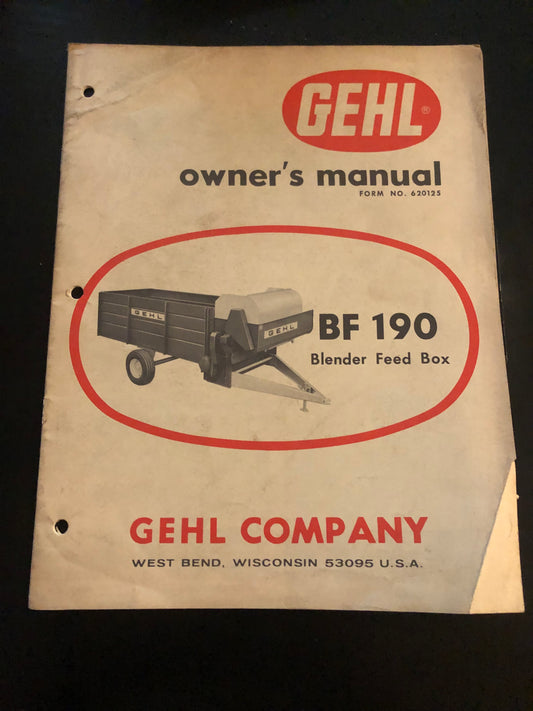 GEHL®
owner's manual
FORM NO. 620125
GEHL
GEHL
BF 190
Blender Feed Box
GEHL COMPANY
WEST BEND, WISCONSIN 53095 U.S.A.